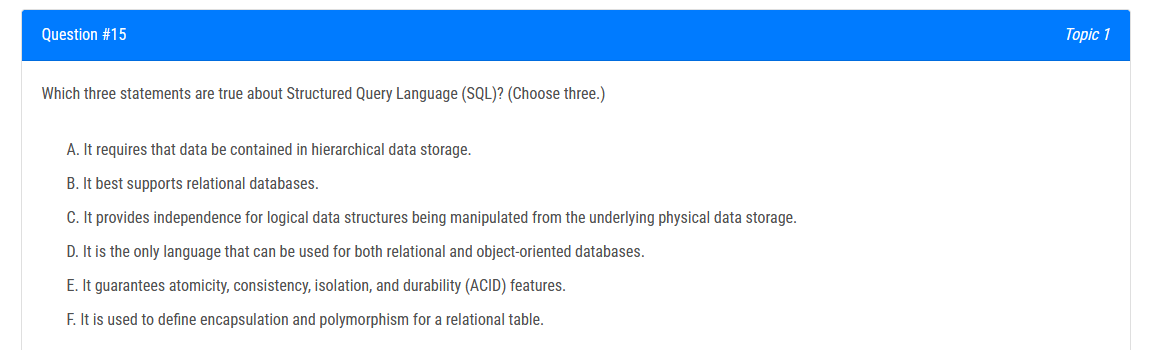 Question #15
Topic 1
Which three statements are true about Structured Query Language (SQL)? (Choose three.)
A. It requires that data be contained in hierarchical data storage.
B. It best supports relational databases.
C. It provides independence for logical data structures being manipulated from the underlying physical data storage.
D. It is the only language that can be used for both relational and object-oriented databases.
E. It guarantees atomicity, consistency, isolation, and durability (ACID) features.
F. It is used to define encapsulation and polymorphism for a relational table.